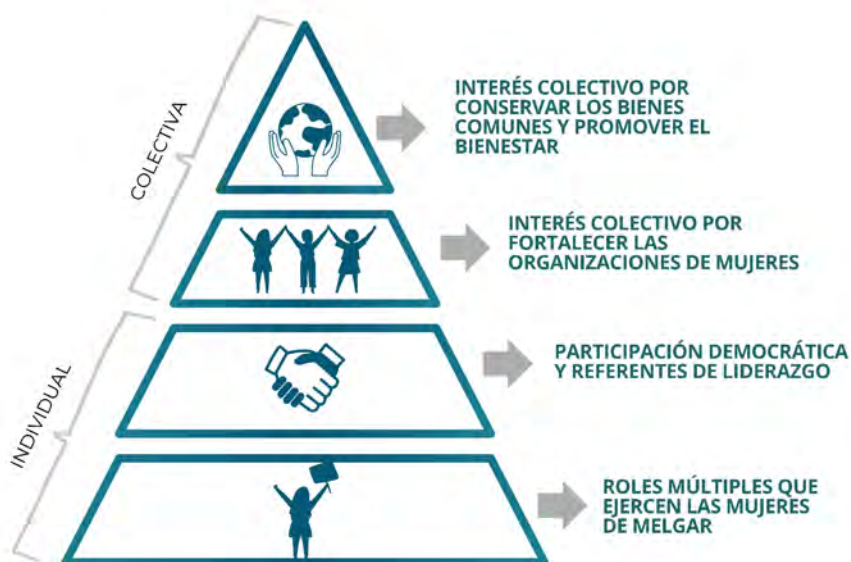 COLECTIVA
INTERÉS COLECTIVO POR
CONSERVAR LOS BIENES
COMUNES Y PROMOVER EL
BIENESTAR
INTERÉS COLECTIVO POR
FORTALECER LAS
ORGANIZACIONES DE MUJERES
INDIVIDUAL
PARTICIPACIÓN DEMOCRÁTICA
Y REFERENTES DE LIDERAZGO
ROLES MÚLTIPLES QUE
EJERCEN LAS MUJERES
DE MELGAR